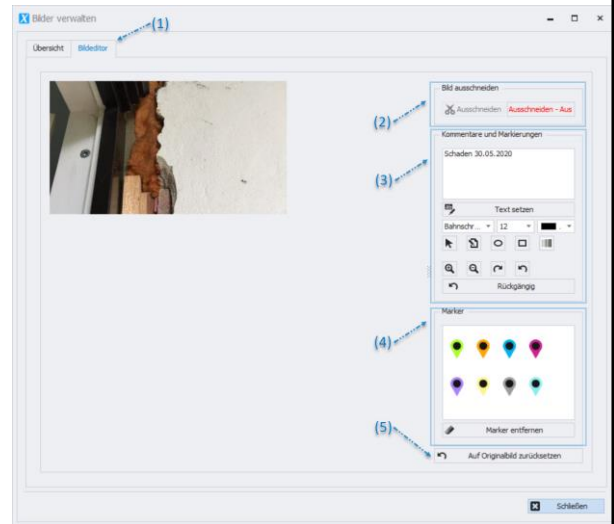 Bilder verwalten
(1)
Übersicht Bildeditor
Bild ausschneiden
Ausschneiden Ausschneiden - Aus
(2)
Kommentare und Markierungen
Schaden 30.05.2020
(3)
Text setzen
Bahnschr... 12
Rückgängig
Marker
(4)
Marker entfernen
(5)
Auf Originalbild zurücksetzen
Schließen